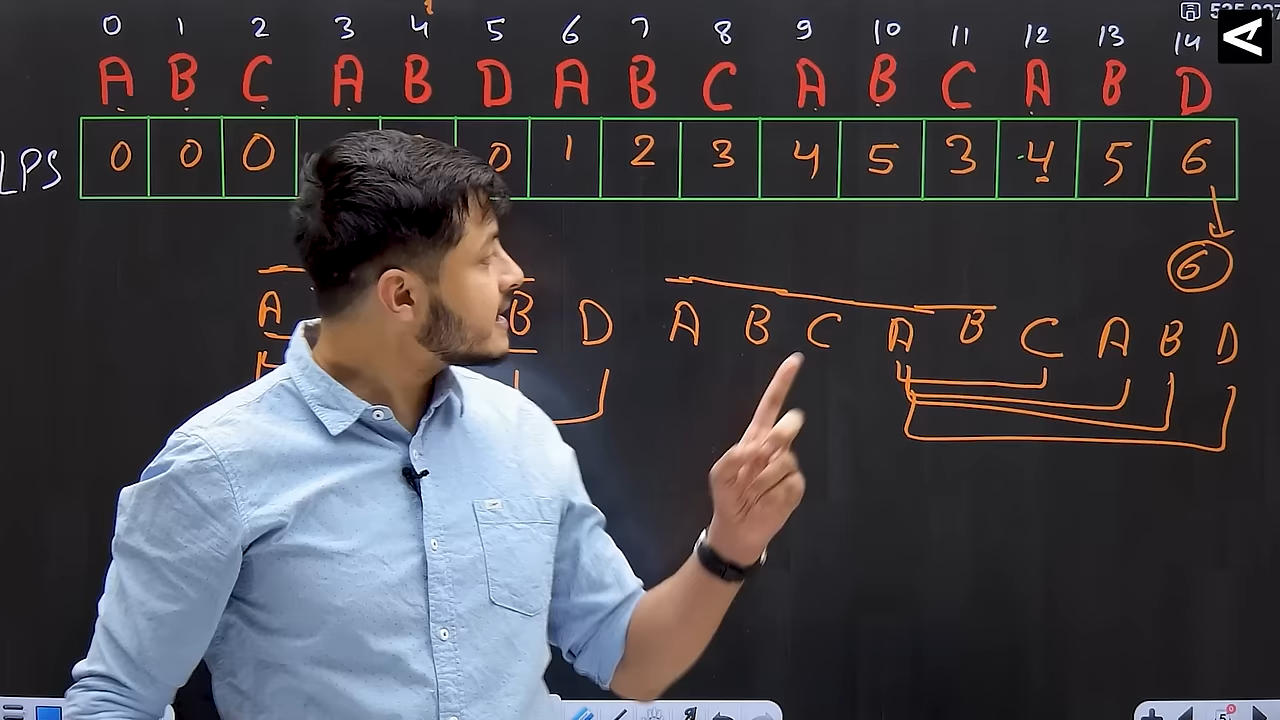 0 1 2 3 4 5 6 7 8 9 10 11 12 13 14
A B C A B D A B C A B C A B D
LPS 0 0 0 0 1 2 3 4 5 3 4 5 6
6
A B D A B C A B C A B D